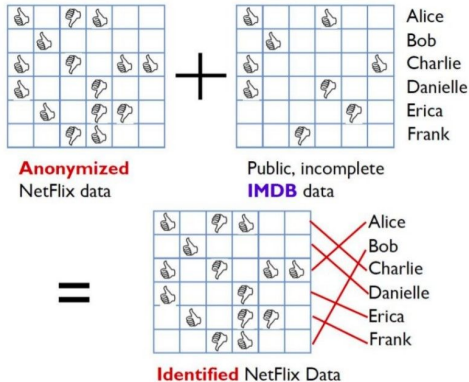 Alice
Bob
Charlie
Danielle
Erica
Frank
Anonymized
NetFlix data
Public, incomplete
IMDB data
Alice
Bob
Charlie
Danielle
Erica
Frank
Identified NetFlix Data